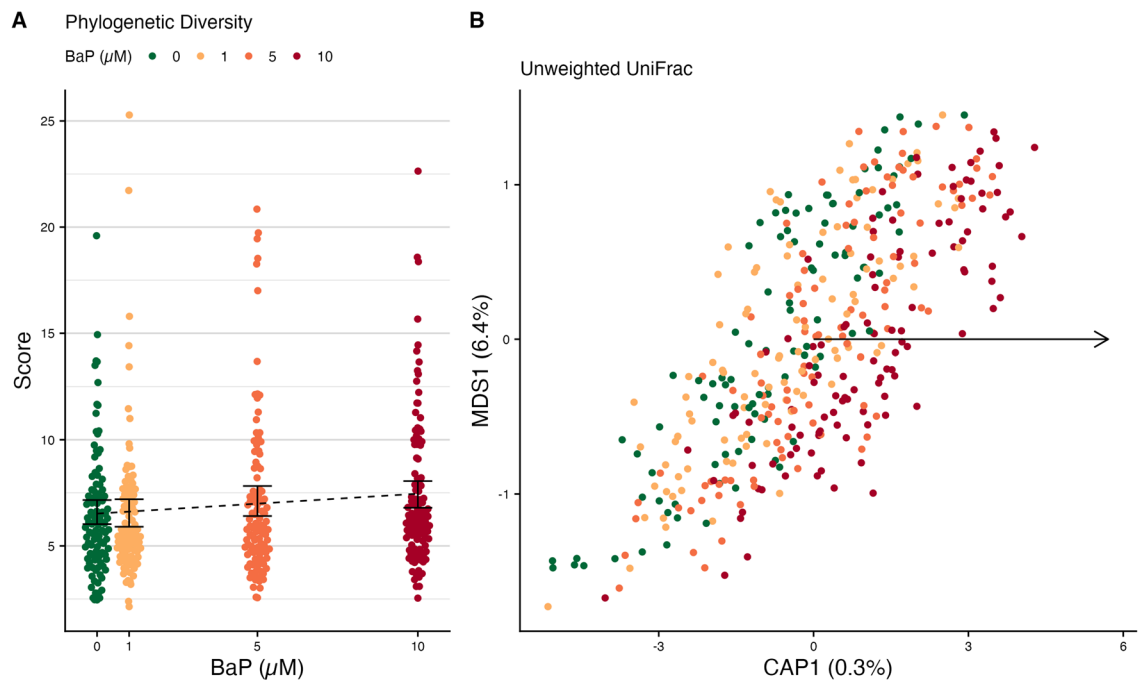 A
Phylogenetic Diversity
BaP (µM) 0 1 5 10
Score
25
20
15
10
5
0 1 5 10
BaP (µM)
B
Unweighted UniFrac
MDS1 (6.4%)
1
0
-1
-3 0 3 6
CAP1 (0.3%)